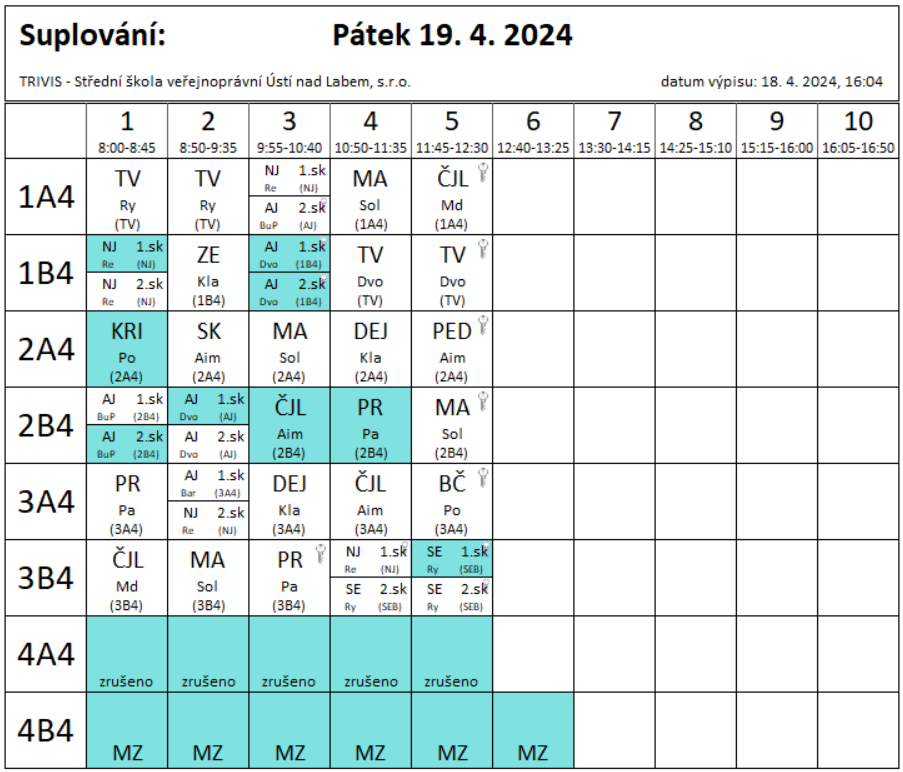 Suplování: Pátek 19. 4. 2024
TRIVIS - Střední škola veřejnoprávní Ústí nad Labem, s.r.o. datum výpisu: 18. 4. 2024, 16:04
1 2 3 4 5 6 7 8 9 10
8:00-8:45 8:50-9:35 9:55-10:40 10:50-11:35 11:45-12:30 12:40-13:25 13:30-14:15 14:25-15:10 15:15-16:00 16:05-16:50
1A4
TV
Ry
(TV)
TV
Ry
(TV)
NJ 1.sk
Re (NJ)
AJ 2.sk
BuP (AJ)
MA
Sol
(1A4)
ČJL
Md
(1A4)
1B4
NJ 1.sk
Re (NJ)
NJ 2.sk
Re (NJ)
ZE
Kla
(1B4)
AJ 1.sk
Dvo (1B4)
AJ 2.sk
Dvo (1B4)
TV
Dvo
(TV)
TV
Dvo
(TV)
2A4
KRI
Po
(2A4)
SK
Aim
(2A4)
MA
Sol
(2A4)
DEJ
Kla
(2A4)
PED
Aim
(2A4)
2B4
AJ 1.sk
BuP (2B4)
AJ 2.sk
BuP (2B4)
AJ 1.sk
Dvo (AJ)
AJ 2.sk
Dvo (AJ)
ČJL
Aim
(2B4)
PR
Pa
(2B4)
MA
Sol
(2B4)
3A4
PR
Pa
(3A4)
AJ 1.sk
Bar (3A4)
NJ 2.sk
Re (NJ)
DEJ
Kla
(3A4)
ČJL
Aim
(3A4)
BČ
Po
(3A4)
3B4
ČJL
Md
(3B4)
MA
Sol
(3B4)
PR
Pa
(3B4)
NJ 1.sk
Re (NJ)
SE 2.sk
Ry (SEB)
SE 1.sk
Ry (SEB)
SE 2.sk
Ry (SEB)
4A4
zrušeno zrušeno zrušeno zrušeno zrušeno
4B4
MZ MZ MZ MZ MZ MZ